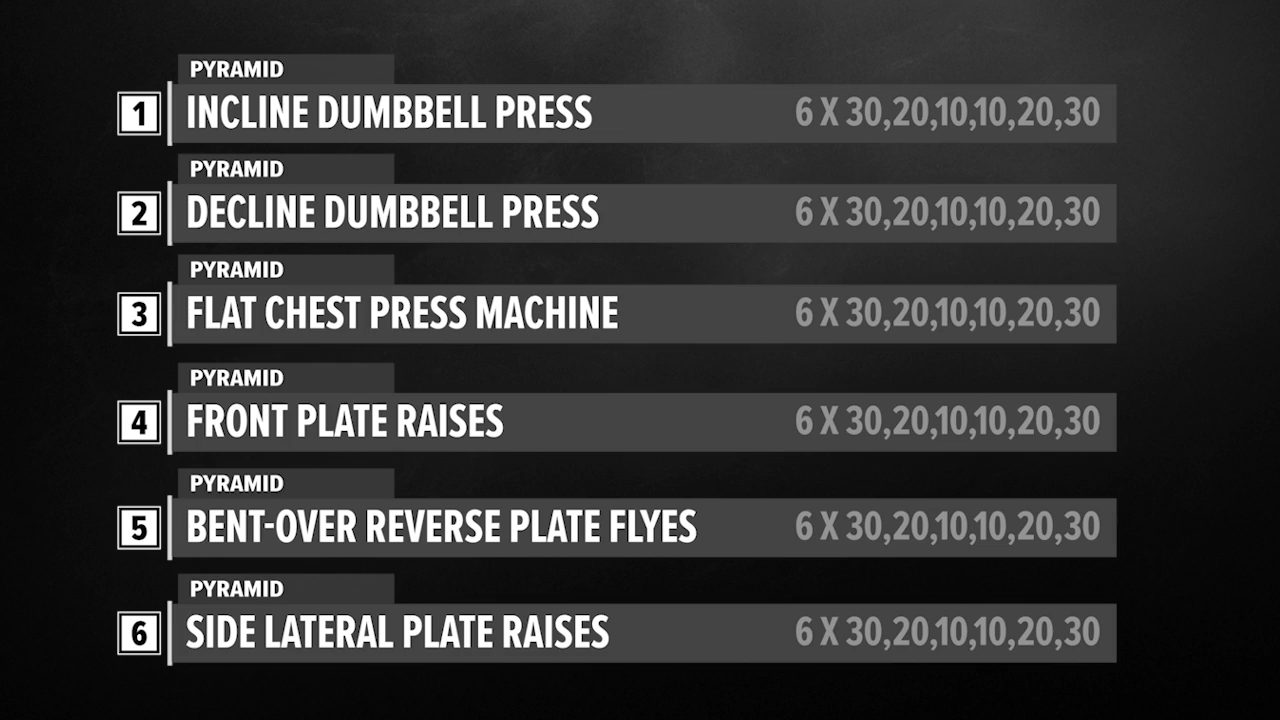 PYRAMID
1 INCLINE DUMBBELL PRESS 6 X 30,20,10,10,20,30
PYRAMID
2 DECLINE DUMBBELL PRESS 6 X 30,20,10,10,20,30
PYRAMID
3 FLAT CHEST PRESS MACHINE 6 X 30,20,10,10,20,30
PYRAMID
4 FRONT PLATE RAISES 6 X 30,20,10,10,20,30
PYRAMID
5 BENT-OVER REVERSE PLATE FLYES 6 X 30,20,10,10,20,30
PYRAMID
6 SIDE LATERAL PLATE RAISES 6 X 30,20,10,10,20,30